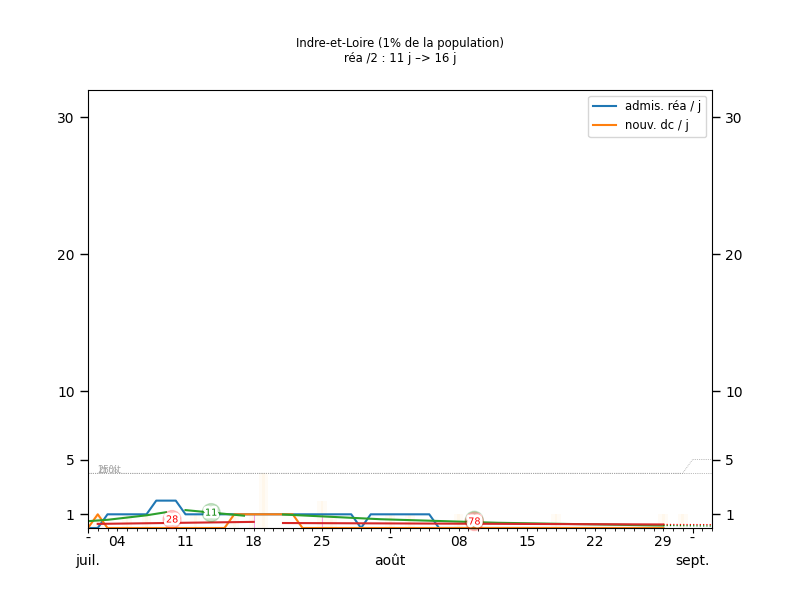 Indre-et-Loire (1% de la population)
réa /2 : 11 j –> 16 j
admis. réa / j
nouv. dc / j
30 30
20 20
10 10
5 5
1 1
28 11 78
- 04 11 18 25 - 08 15 22 29 -
juil. août sept.